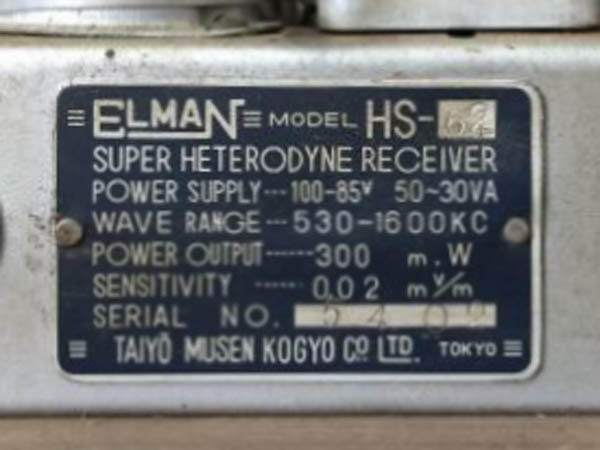 ELMAN MODEL HS-
SUPER HETERODYNE RECEIVER
POWER SUPPLY---100-85V 50~30VA
WAVE RANGE---530-1600KC
POWER OUTPUT-----300 m.W
SENSITIVITY -----0.02 mV/m
SERIAL NO.
TAIYŌ MUSEN KOGYO Co LTD. TOKYO